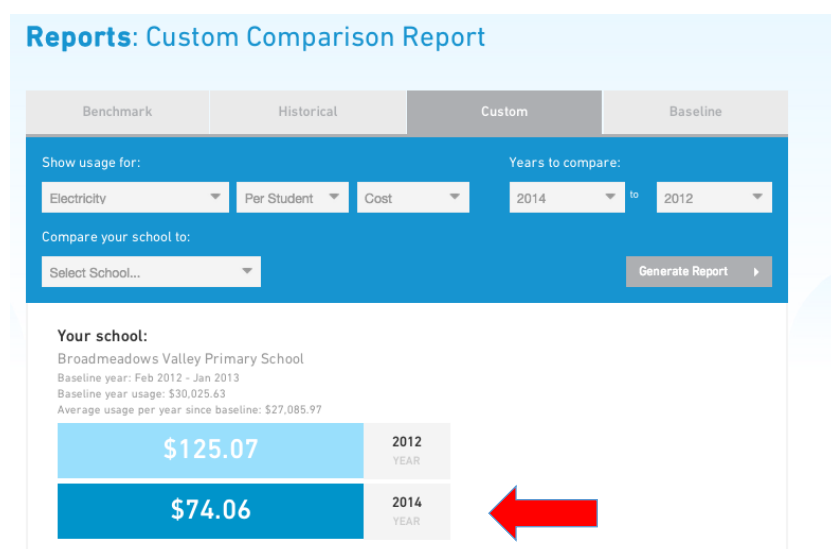 Reports: Custom Comparison Report
Benchmark Historical Custom Baseline
Show usage for: Years to compare:
Electricity Per Student Cost 2014 to 2012
Compare your school to:
Select School... Generate Report
Your school:
Broadmeadows Valley Primary School
Baseline year: Feb 2012 - Jan 2013
Baseline year usage: $30,025.63
Average usage per year since baseline: $27,085.97
$125.07 2012
YEAR
$74.06 2014
YEAR